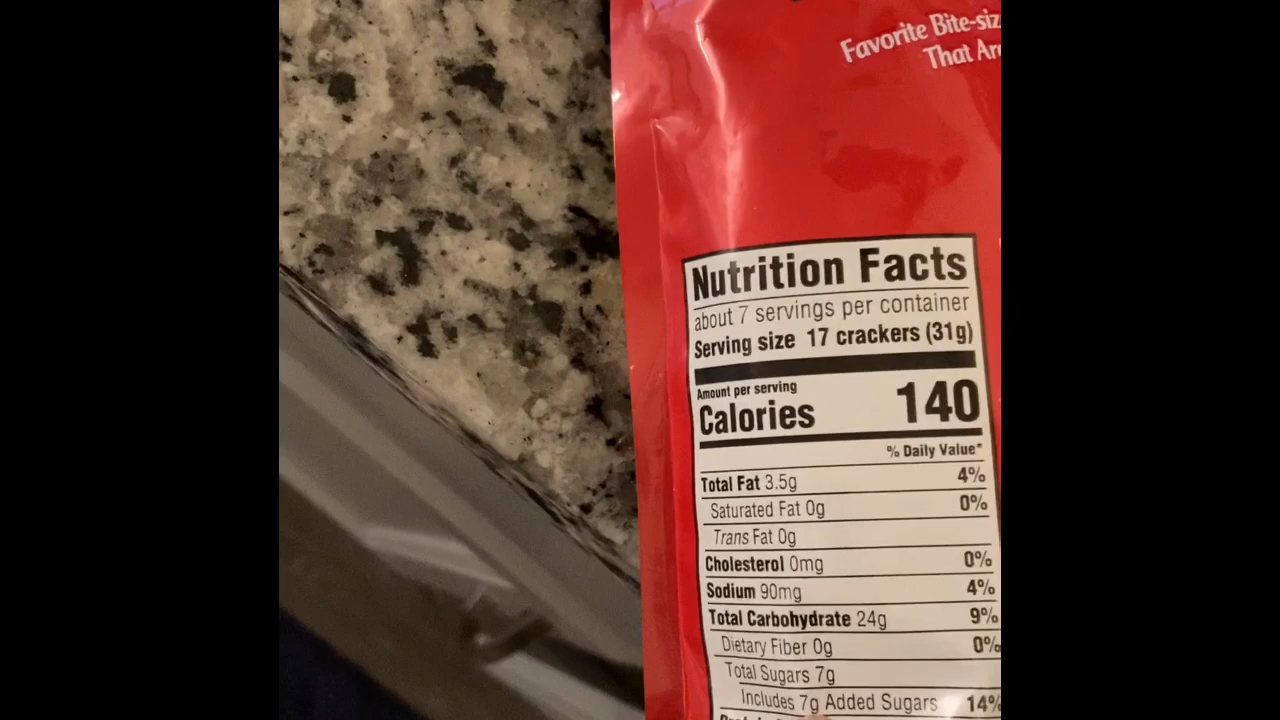 Favorite Bite-siz
That Are
Nutrition Facts
about 7 servings per container
Serving size 17 crackers (31g)
Amount per serving
Calories 140
% Daily Value*
Total Fat 3.5g 4%
Saturated Fat 0g 0%
Trans Fat 0g
Cholesterol 0mg 0%
Sodium 90mg 4%
Total Carbohydrate 24g 9%
Dietary Fiber 0g 0%
Total Sugars 7g
Includes 7g Added Sugars 14%